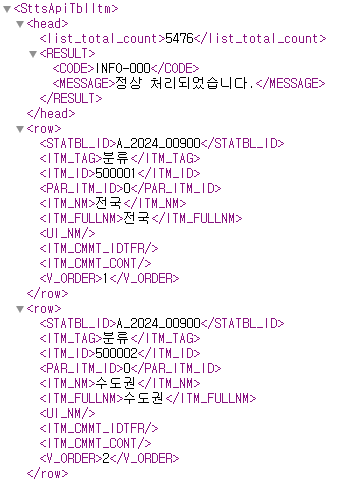 <SttsApiTblItm>
<head>
<list_total_count>5476</list_total_count>
<RESULT>
<CODE>INFO-000</CODE>
<MESSAGE>정상 처리되었습니다.</MESSAGE>
</RESULT>
</head>
<row>
<STATBL_ID>A_2024_00900</STATBL_ID>
<ITM_TAG>분류</ITM_TAG>
<ITM_ID>500001</ITM_ID>
<PAR_ITM_ID>0</PAR_ITM_ID>
<ITM_NM>전국</ITM_NM>
<ITM_FULLNM>전국</ITM_FULLNM>
<UI_NM/>
<ITM_CMMT_IDTFR/>
<ITM_CMMT_CONT/>
<V_ORDER>1</V_ORDER>
</row>
<row>
<STATBL_ID>A_2024_00900</STATBL_ID>
<ITM_TAG>분류</ITM_TAG>
<ITM_ID>500002</ITM_ID>
<PAR_ITM_ID>0</PAR_ITM_ID>
<ITM_NM>수도권</ITM_NM>
<ITM_FULLNM>수도권</ITM_FULLNM>
<UI_NM/>
<ITM_CMMT_IDTFR/>
<ITM_CMMT_CONT/>
<V_ORDER>2</V_ORDER>
</row>